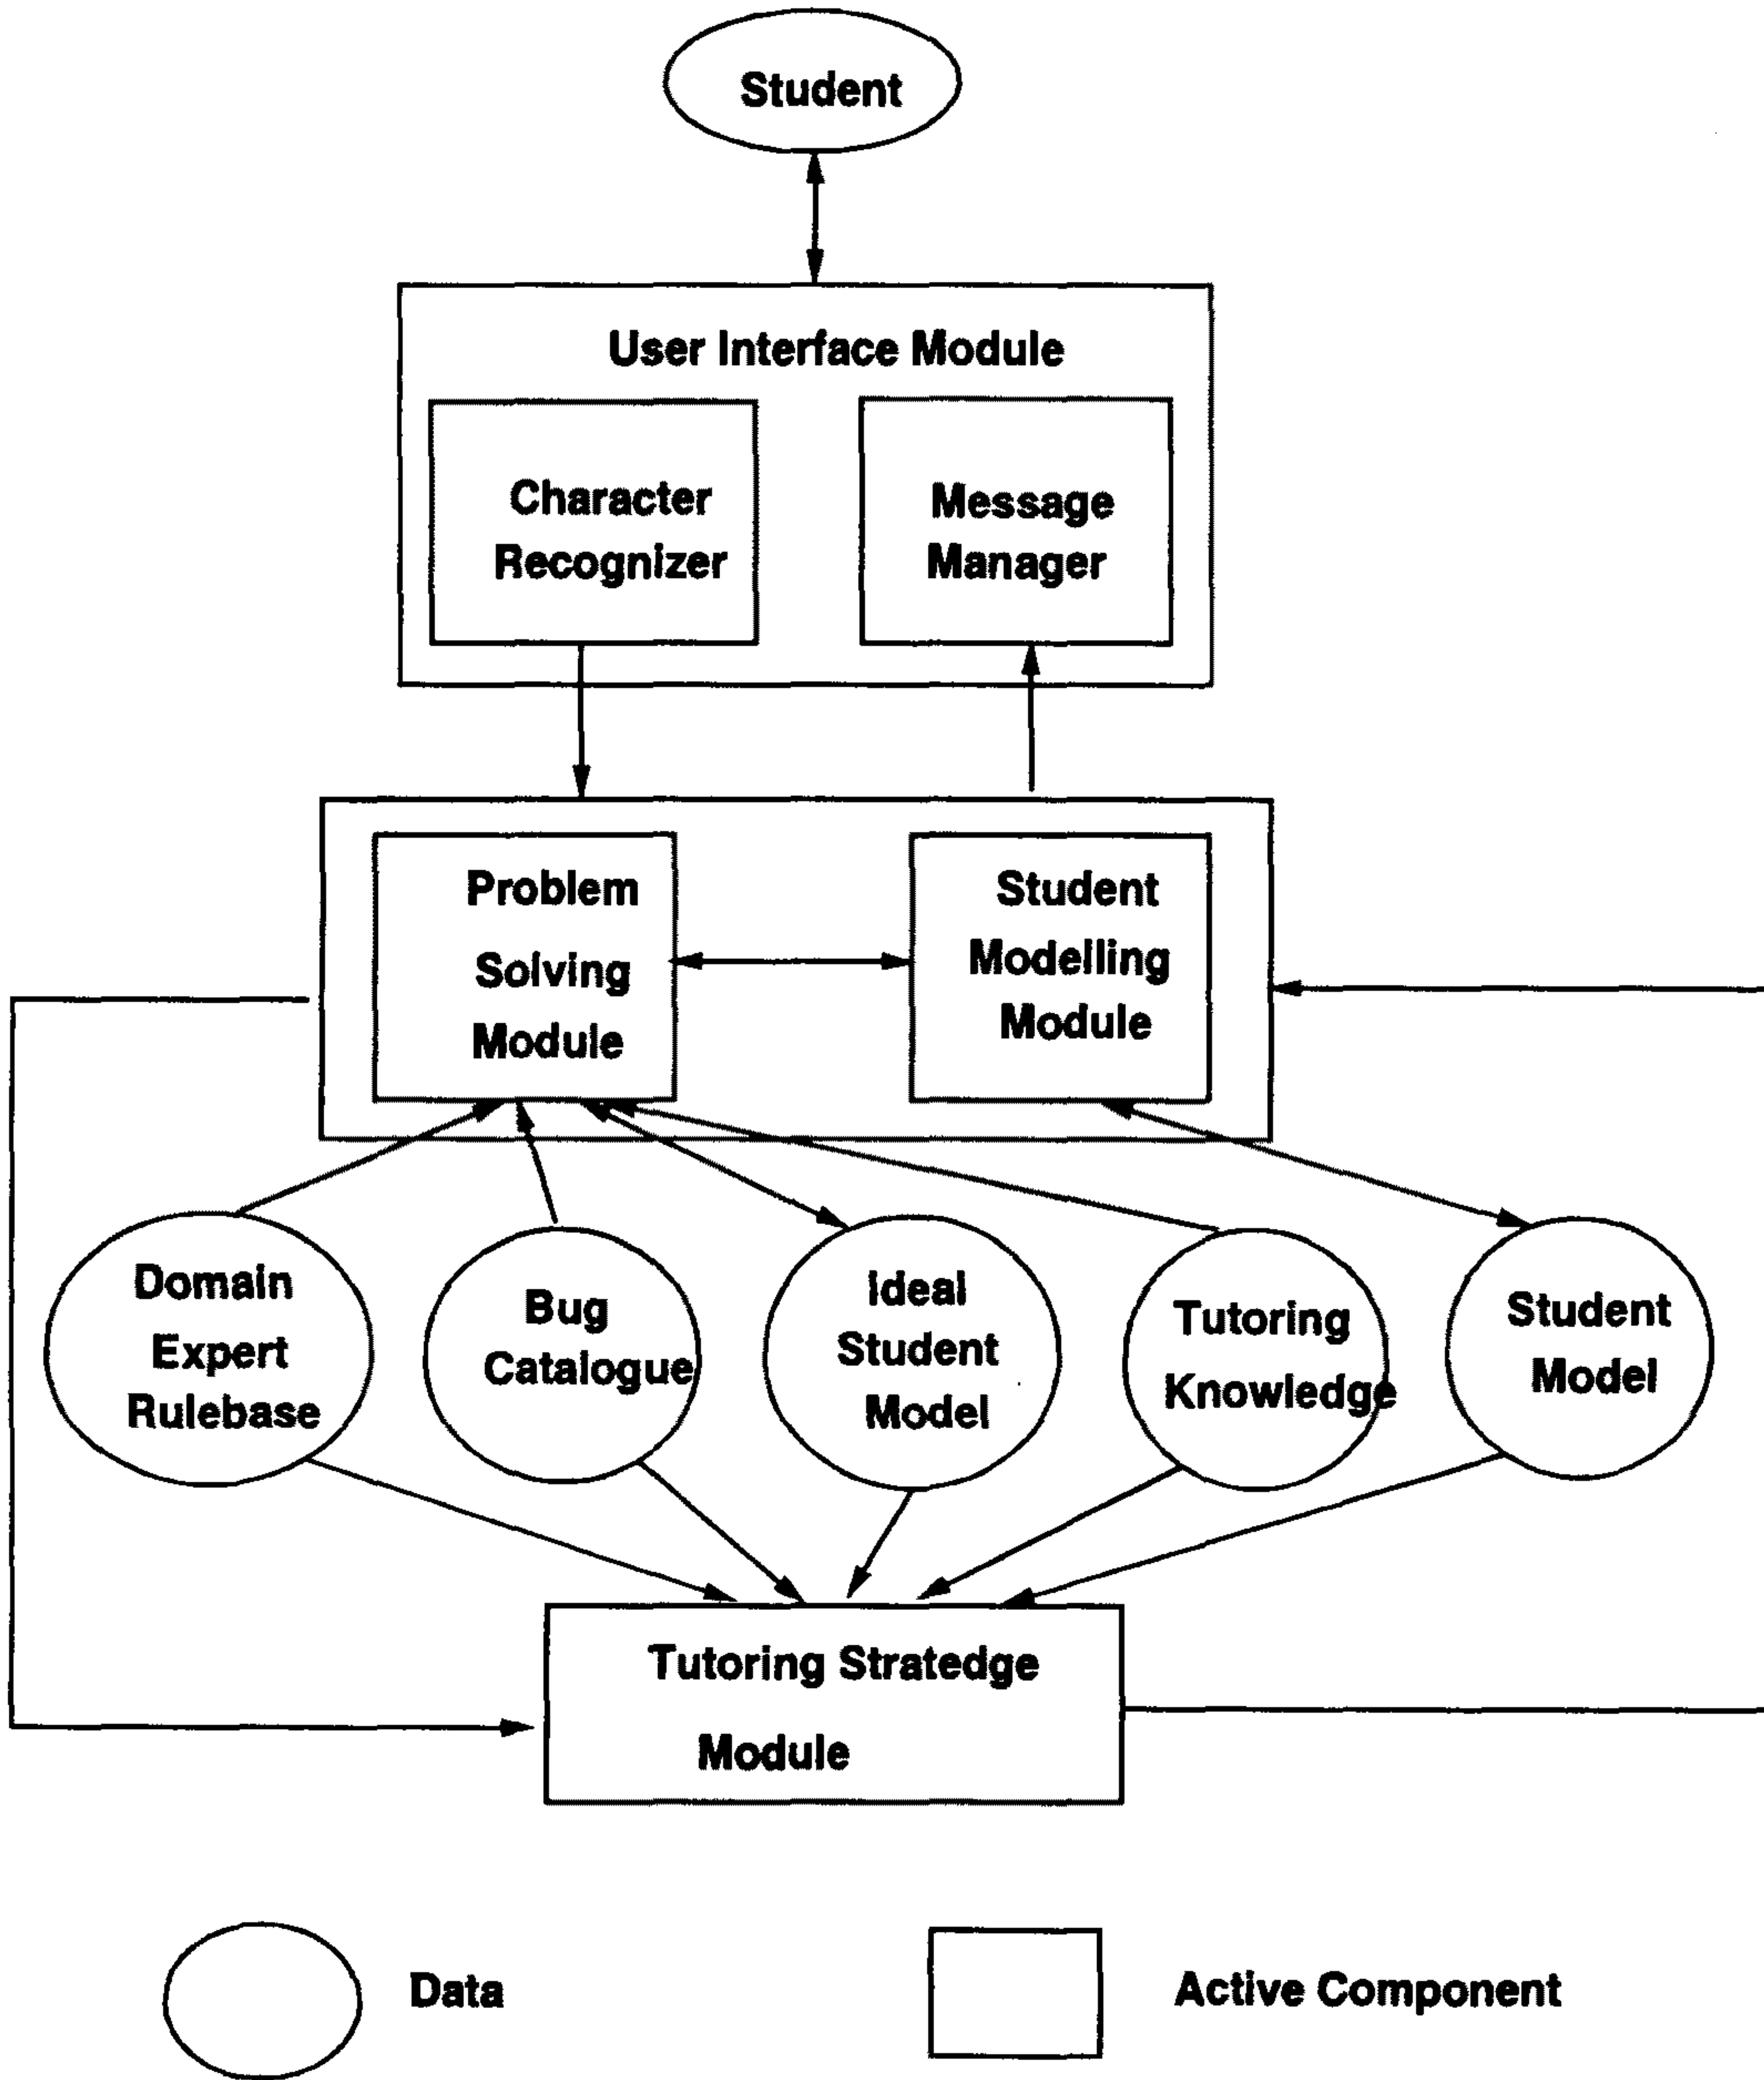 Student
User Interface Module
Character
Recognizer
Message
Manager
Problem
Solving
Module
Student
Modelling
Module
Domain
Expert
Rulebase
Bug
Catalogue
Ideal
Student
Model
Tutoring
Knowledge
Student
Model
Tutoring Stratedge
Module
Data
Active Component